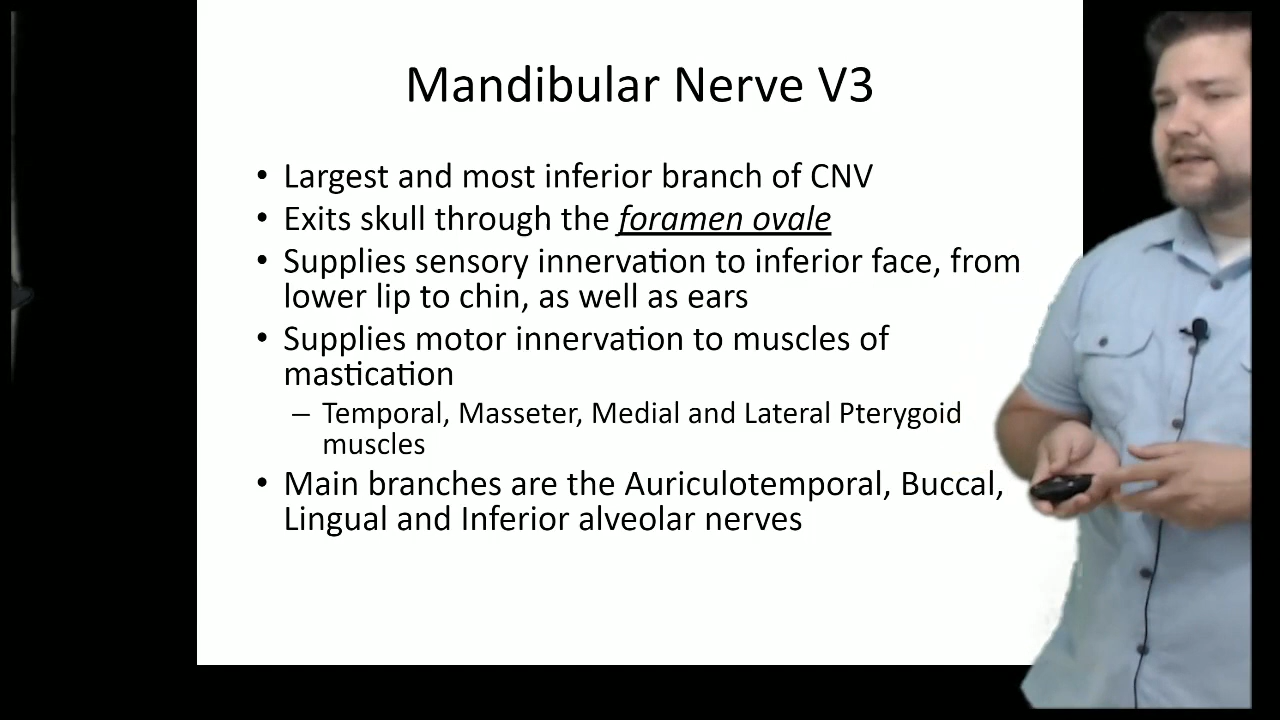 Mandibular Nerve V3
• Largest and most inferior branch of CNV
• Exits skull through the foramen ovale
• Supplies sensory innervation to inferior face, from
lower lip to chin, as well as ears
• Supplies motor innervation to muscles of
mastication
– Temporal, Masseter, Medial and Lateral Pterygoid
muscles
• Main branches are the Auriculotemporal, Buccal,
Lingual and Inferior alveolar nerves